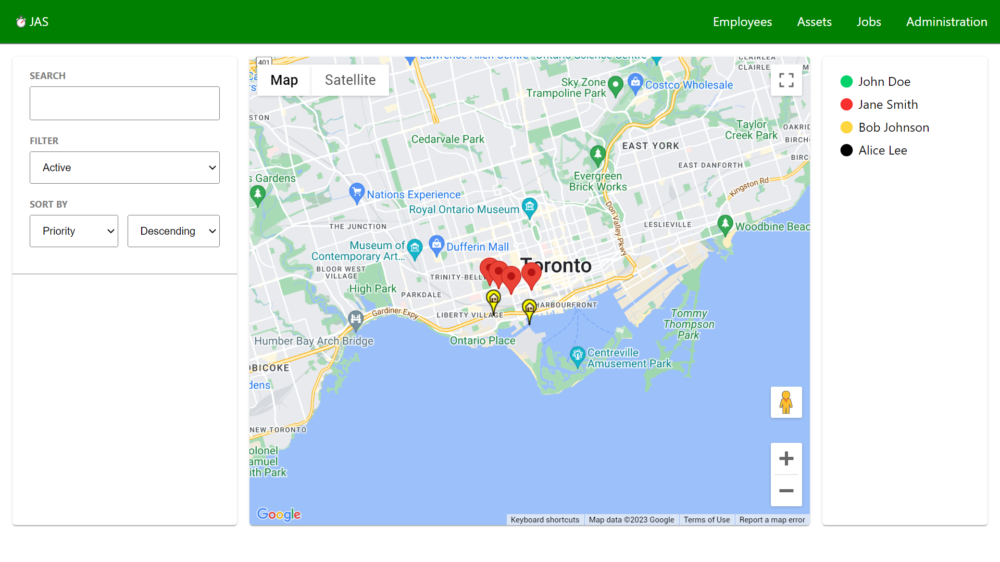 JAS
Employees
Assets
Jobs
Administration
SEARCH
FILTER
Active
SORT BY
Priority
Descending
401
Lawrence Allen Centre
Ontario Science Centre
CLAIRLEA
CLAIRLE
M
Map
Satellite
Sky Zone
Trampoline Park
Costco Wholesale
STON
Taylor
Creek Park
OAKRID
BIRCH
Cedarvale Park
EAST YORK
BIRC
EAST DANFORTH
s Gardens
Evergreen
Brick Works
Kingston Rd
Nations Experience
Royal Ontario Museum
Don Valley Pkwy
THE JUNCTION
LESLIEVILLE
Woodbine Beac
Museum of
Contemporary Art...
Dufferin Mall
Toronto
BLOOR WEST
VILLAGE
TRINITY-BELLW
High Park
PARKDALE
HARBOURFRONT
Gardiner Expy
LIBERTY VILLAGE
Tommy
Thompson
Park
Humber Bay Arch Bridge
Ontario Place
Centreville
Amusement Park
OBICOKE
dens
NEW TORONTO
olonel
amuel
ith Park
Google
Keyboard shortcuts
Map data ©2023 Google
Terms of Use
Report a map error
John Doe
Jane Smith
Bob Johnson
Alice Lee